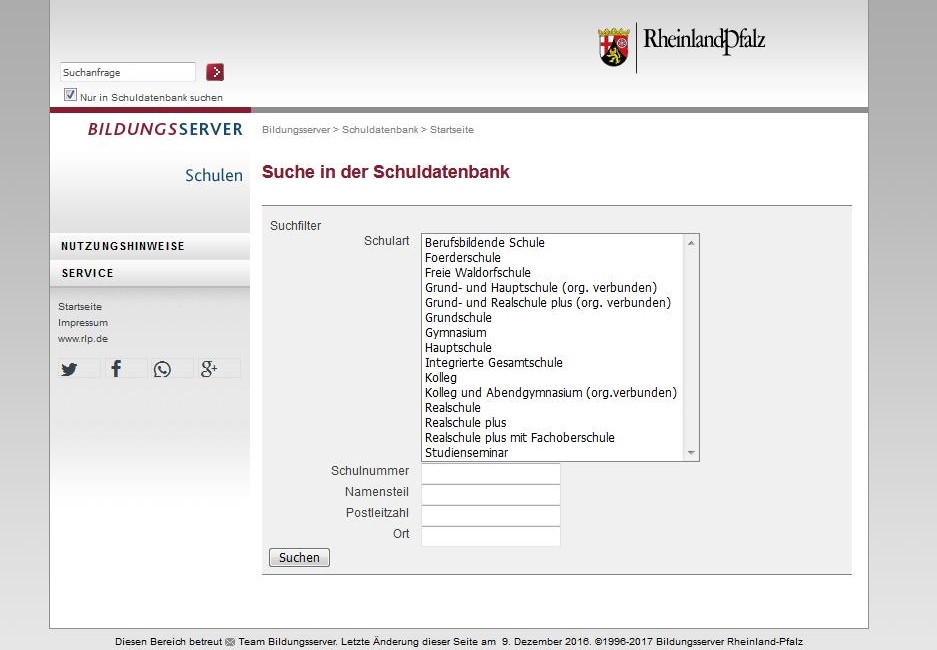 RheinlandPfalz
Suchanfrage
Nur in Schuldatenbank suchen
BILDUNGSSERVER
Schulen
NUTZUNGSHINWEISE
SERVICE
Startseite
Impressum
www.rlp.de
Bildungsserver > Schuldatenbank > Startseite
Suche in der Schuldatenbank
Suchfilter
Schulart
Berufsbildende Schule
Foerderschule
Freie Waldorfschule
Grund- und Hauptschule (org. verbunden)
Grund- und Realschule plus (org. verbunden)
Grundschule
Gymnasium
Hauptschule
Integrierte Gesamtschule
Kolleg
Kolleg und Abendgymnasium (org.verbunden)
Realschule
Realschule plus
Realschule plus mit Fachoberschule
Studienseminar
Schulnummer
Namensteil
Postleitzahl
Ort
Suchen
Diesen Bereich betreut Team Bildungsserver. Letzte Änderung dieser Seite am 9. Dezember 2016. ©1996-2017 Bildungsserver Rheinland-Pfalz